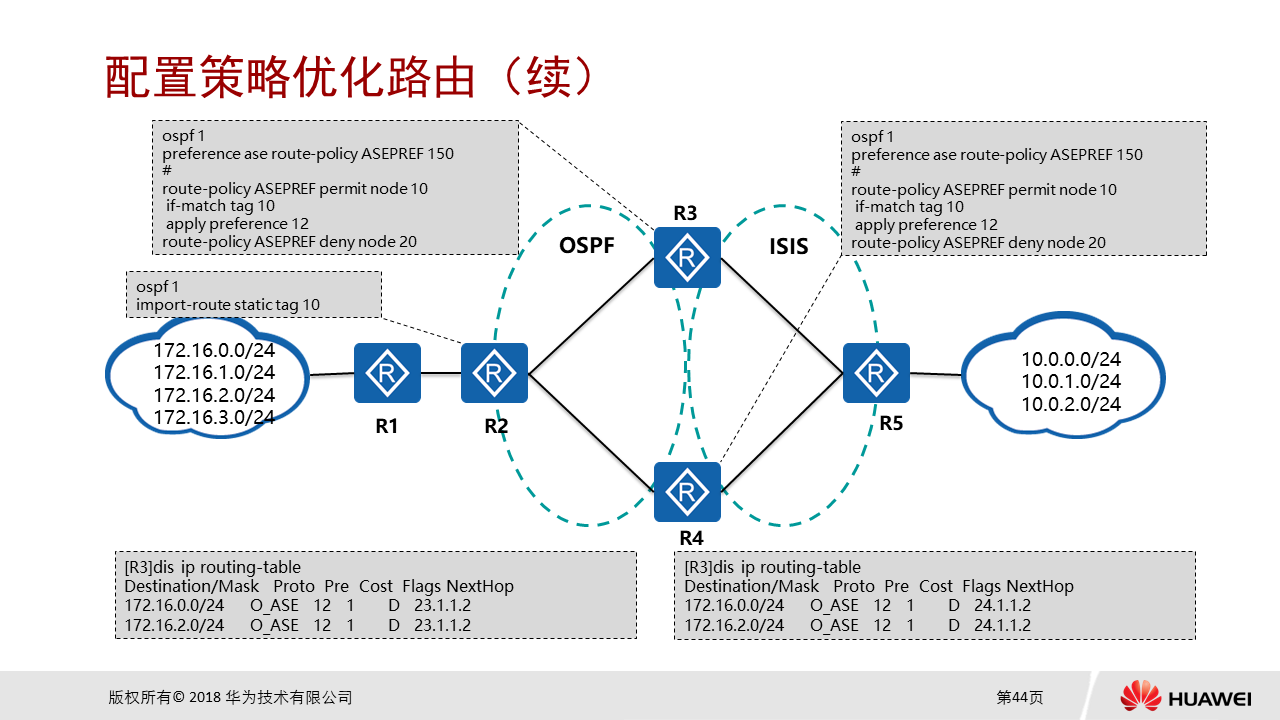 配置策略优化路由（续）
ospf 1
preference ase route-policy ASEPREF 150
#
route-policy ASEPREF permit node 10
if-match tag 10
apply preference 12
route-policy ASEPREF deny node 20
ospf 1
preference ase route-policy ASEPREF 150
#
route-policy ASEPREF permit node 10
if-match tag 10
apply preference 12
route-policy ASEPREF deny node 20
R3
OSPF
ISIS
ospf 1
import-route static tag 10
172.16.0.0/24
172.16.1.0/24
172.16.2.0/24
172.16.3.0/24
R
R
R
R
R
R1
R2
R5
R4
10.0.0.0/24
10.0.1.0/24
10.0.2.0/24
[R3]dis ip routing-table
Destination/Mask Proto Pre Cost Flags NextHop
172.16.0.0/24 O_ASE 12 1 D 23.1.1.2
172.16.2.0/24 O_ASE 12 1 D 23.1.1.2
[R3]dis ip routing-table
Destination/Mask Proto Pre Cost Flags NextHop
172.16.0.0/24 O_ASE 12 1 D 24.1.1.2
172.16.2.0/24 O_ASE 12 1 D 24.1.1.2
版权所有© 2018 华为技术有限公司
第44页
HUAWEI